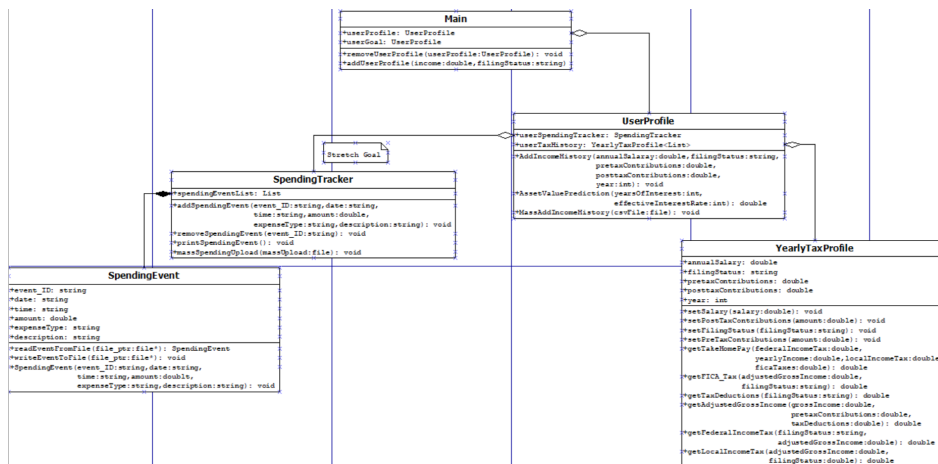 Main
+userProfile: UserProfile
+userGoal: UserProfile
+removeUserProfile(userProfile:UserProfile): void
+addUserProfile(income:double,filingStatus:string)
UserProfile
+userSpendingTracker: SpendingTracker
+userTaxHistory: YearlyTaxProfile<List>
+AddIncomeHistory(annualSalaray:double,filingStatus:string,
pretaxContributions:double,
posttaxContributions:double,
year:int): void
+AssetValuePrediction(yearsOfInterest:int,
effectiveInterestRate:int): double
+MassAddIncomeHistory(csvFile:file): void
Stretch Goal
SpendingTracker
+spendingEventList: List
+addSpendingEvent(event_ID:string,date:string,
time:string,amount:double,
expenseType:string,description:string): void
+removeSpendingEvent(event_ID:string): void
+printSpendingEvent(): void
+massSpendingUpload(massUpload:file): void
SpendingEvent
+event_ID: string
+date: string
+time: string
+amount: double
+expenseType: string
+description: string
+readEventFromFile(file_ptr:file*): SpendingEvent
+writeEventToFile(file_ptr:file*): void
+SpendingEvent(event_ID:string,date:string,
time:string,amount:doublt,
expenseType:string,description:string): void
YearlyTaxProfile
+annualSalary: double
+filingStatus: string
+pretaxContributions: double
+posttaxContributions: double
+year: int
+setSalary(salary:double): void
+setPostTaxContributions(amount:double): void
+setFilingStatus(filingStatus:string): void
+setPreTaxContributions(amount:double): void
+getTakeHomePay(federalIncomeTax:double,
yearlyIncome:double,localIncomeTax:double
ficaTaxes:double): double
+getFICA_Tax(adjustedGrossIncome:double,
filingStatus:string): double
+getTaxDeductions(filingStatus:string): double
+getAdjustedGrossIncome(grossIncome:double,
pretaxContributions:double,
taxDeductions:double): double
+getFederalIncomeTax(filingStatus:string,
adjustedGrossIncome:double): double
+getLocalIncomeTax(adjustedGrossIncome:double,
filingStatus:double): double